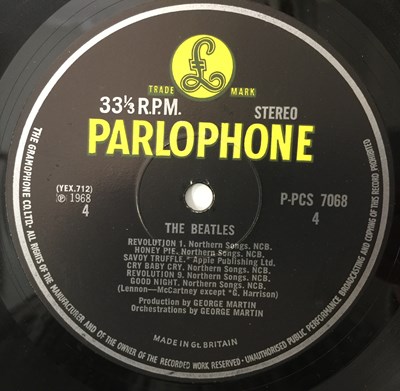 £
TRADE MARK
33⅓ R.P.M. STEREO
PARLOPHONE
(YEX.712)
℗ 1968
4
P-PCS 7068
4
THE BEATLES
REVOLUTION 1. Northern Songs. NCB.
HONEY PIE. Northern Songs. NCB.
SAVOY TRUFFLE. *Apple Publishing Ltd.
CRY BABY CRY. Northern Songs. NCB.
REVOLUTION 9. Northern Songs. NCB.
GOOD NIGHT. Northern Songs. NCB.
(Lennon—McCartney except *G. Harrison)
Production by GEORGE MARTIN
Orchestrations by GEORGE MARTIN
MADE IN Gt. BRITAIN
THE GRAMOPHONE CO. LTD. · ALL RIGHTS OF THE MANUFACTURER AND OF THE OWNER OF THE RECORDED WORK RESERVED · UNAUTHORISED PUBLIC PERFORMANCE, BROADCASTING AND COPYING OF THIS RECORD PROHIBITED